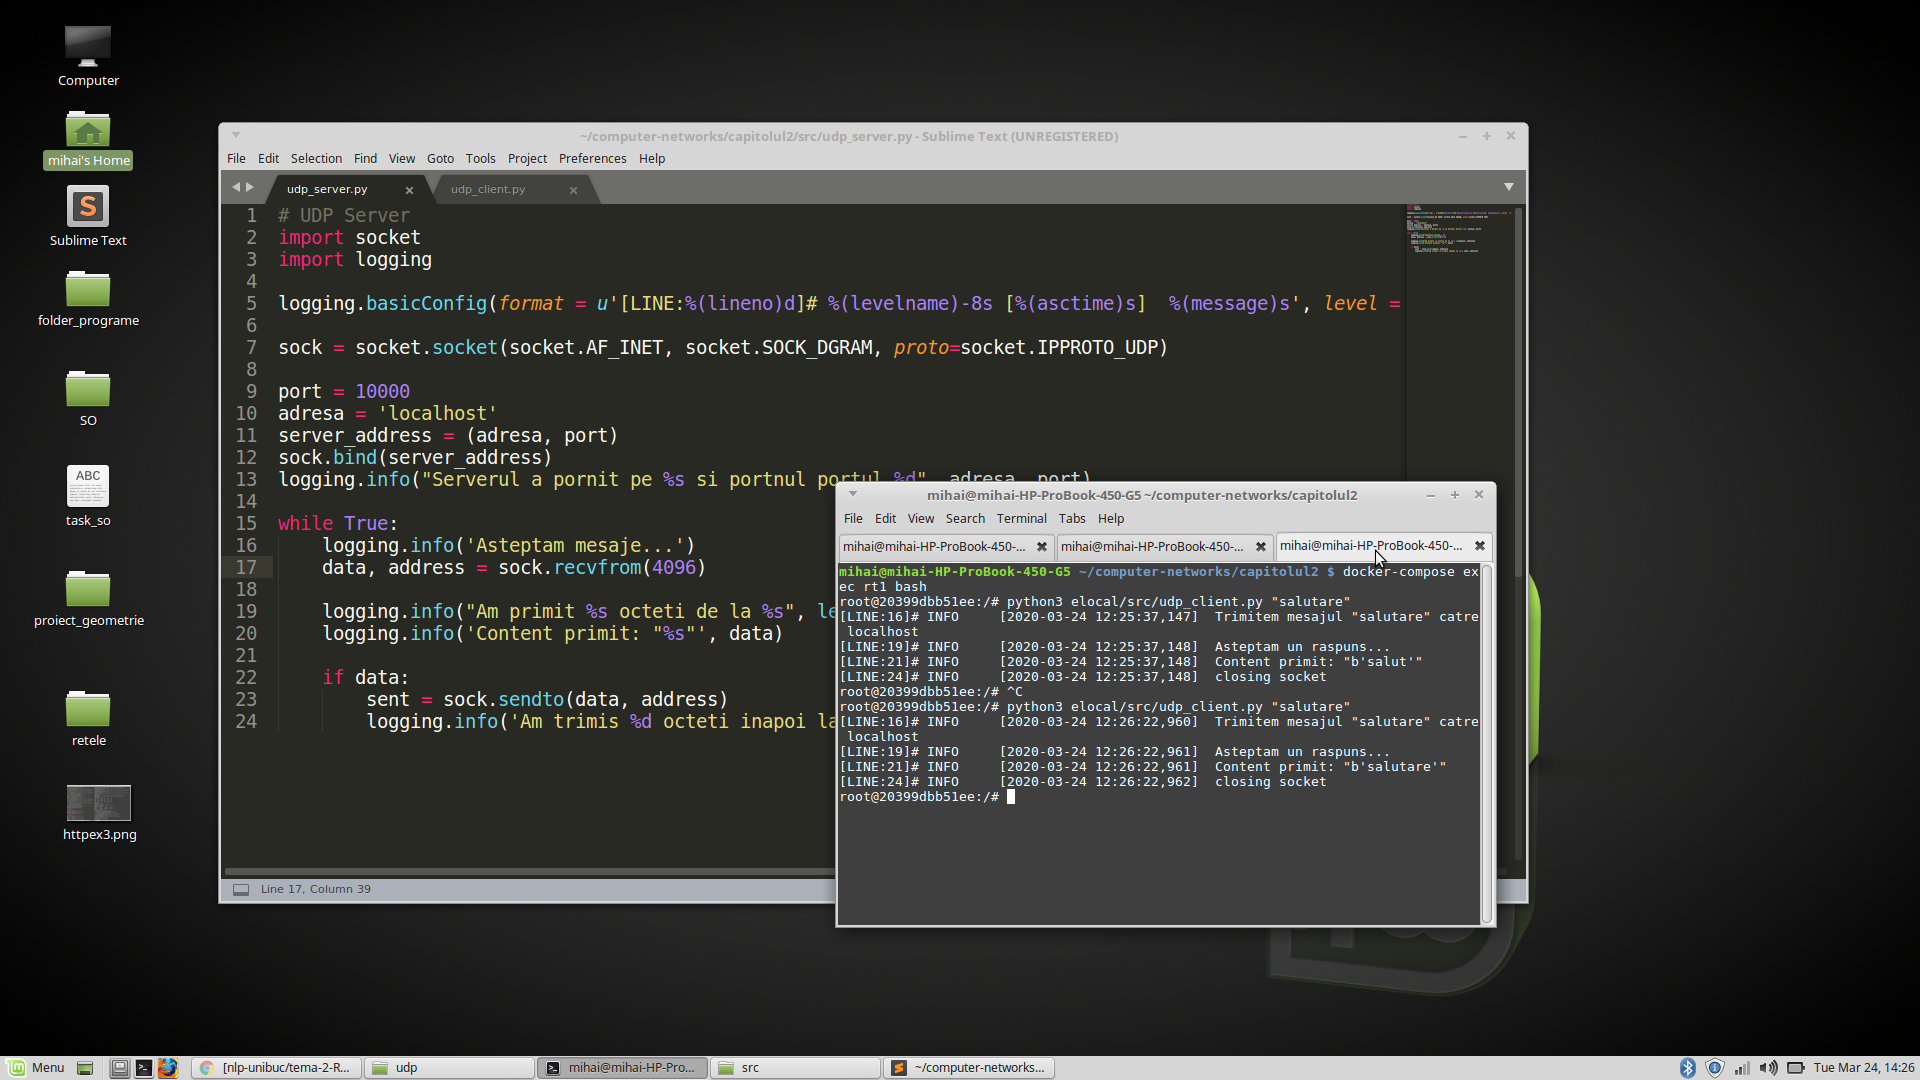 Computer
mihai's Home
Sublime Text
folder_programe
SO
ABC
task_so
proiect_geometrie
retele
httpex3.png
~/computer-networks/capitolul2/src/udp_server.py - Sublime Text (UNREGISTERED)
File Edit Selection Find View Goto Tools Project Preferences Help
udp_server.py udp_client.py
1 # UDP Server
2 import socket
3 import logging
4
5 logging.basicConfig(format = u'[LINE:%(lineno)d]# %(levelname)-8s [%(asctime)s]  %(message)s', level =
6
7 sock = socket.socket(socket.AF_INET, socket.SOCK_DGRAM, proto=socket.IPPROTO_UDP)
8
9 port = 10000
10 adresa = 'localhost'
11 server_address = (adresa, port)
12 sock.bind(server_address)
13 logging.info("Serverul a pornit pe %s si portnul portul %d", adresa, port)
14
15 while True:
16     logging.info('Asteptam mesaje...')
17     data, address = sock.recvfrom(4096)
18
19     logging.info("Am primit %s octeti de la %s", le
20     logging.info('Content primit: "%s"', data)
21
22     if data:
23         sent = sock.sendto(data, address)
24         logging.info('Am trimis %d octeti inapoi la
Line 17, Column 39
mihai@mihai-HP-ProBook-450-G5 ~/computer-networks/capitolul2
File Edit View Search Terminal Tabs Help
mihai@mihai-HP-ProBook-450-... mihai@mihai-HP-ProBook-450-... mihai@mihai-HP-ProBook-450-...
mihai@mihai-HP-ProBook-450-G5 ~/computer-networks/capitolul2 $ docker-compose ex
ec rt1 bash
root@20399dbb51ee:/# python3 elocal/src/udp_client.py "salutare"
[LINE:16]# INFO     [2020-03-24 12:25:37,147]  Trimitem mesajul "salutare" catre
localhost
[LINE:19]# INFO     [2020-03-24 12:25:37,148]  Asteptam un raspuns...
[LINE:21]# INFO     [2020-03-24 12:25:37,148]  Content primit: "b'salut'"
[LINE:24]# INFO     [2020-03-24 12:25:37,148]  closing socket
root@20399dbb51ee:/# ^C
root@20399dbb51ee:/# python3 elocal/src/udp_client.py "salutare"
[LINE:16]# INFO     [2020-03-24 12:26:22,960]  Trimitem mesajul "salutare" catre
localhost
[LINE:19]# INFO     [2020-03-24 12:26:22,961]  Asteptam un raspuns...
[LINE:21]# INFO     [2020-03-24 12:26:22,961]  Content primit: "b'salutare'"
[LINE:24]# INFO     [2020-03-24 12:26:22,962]  closing socket
root@20399dbb51ee:/#
Menu [nlp-unibuc/tema-2-R... udp mihai@mihai-HP-Pro... src ~/computer-networks... Tue Mar 24, 14:26